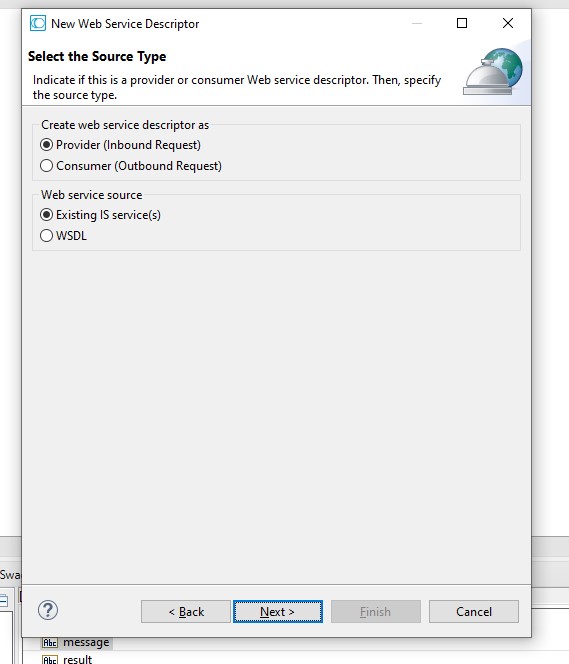 New Web Service Descriptor
Select the Source Type
Indicate if this is a provider or consumer Web service descriptor. Then, specify
the source type.
Create web service descriptor as
Provider (Inbound Request)
Consumer (Outbound Request)
Web service source
Existing IS service(s)
WSDL
Swa
?
< Back
Next >
Finish
Cancel
Abc message
Abc result